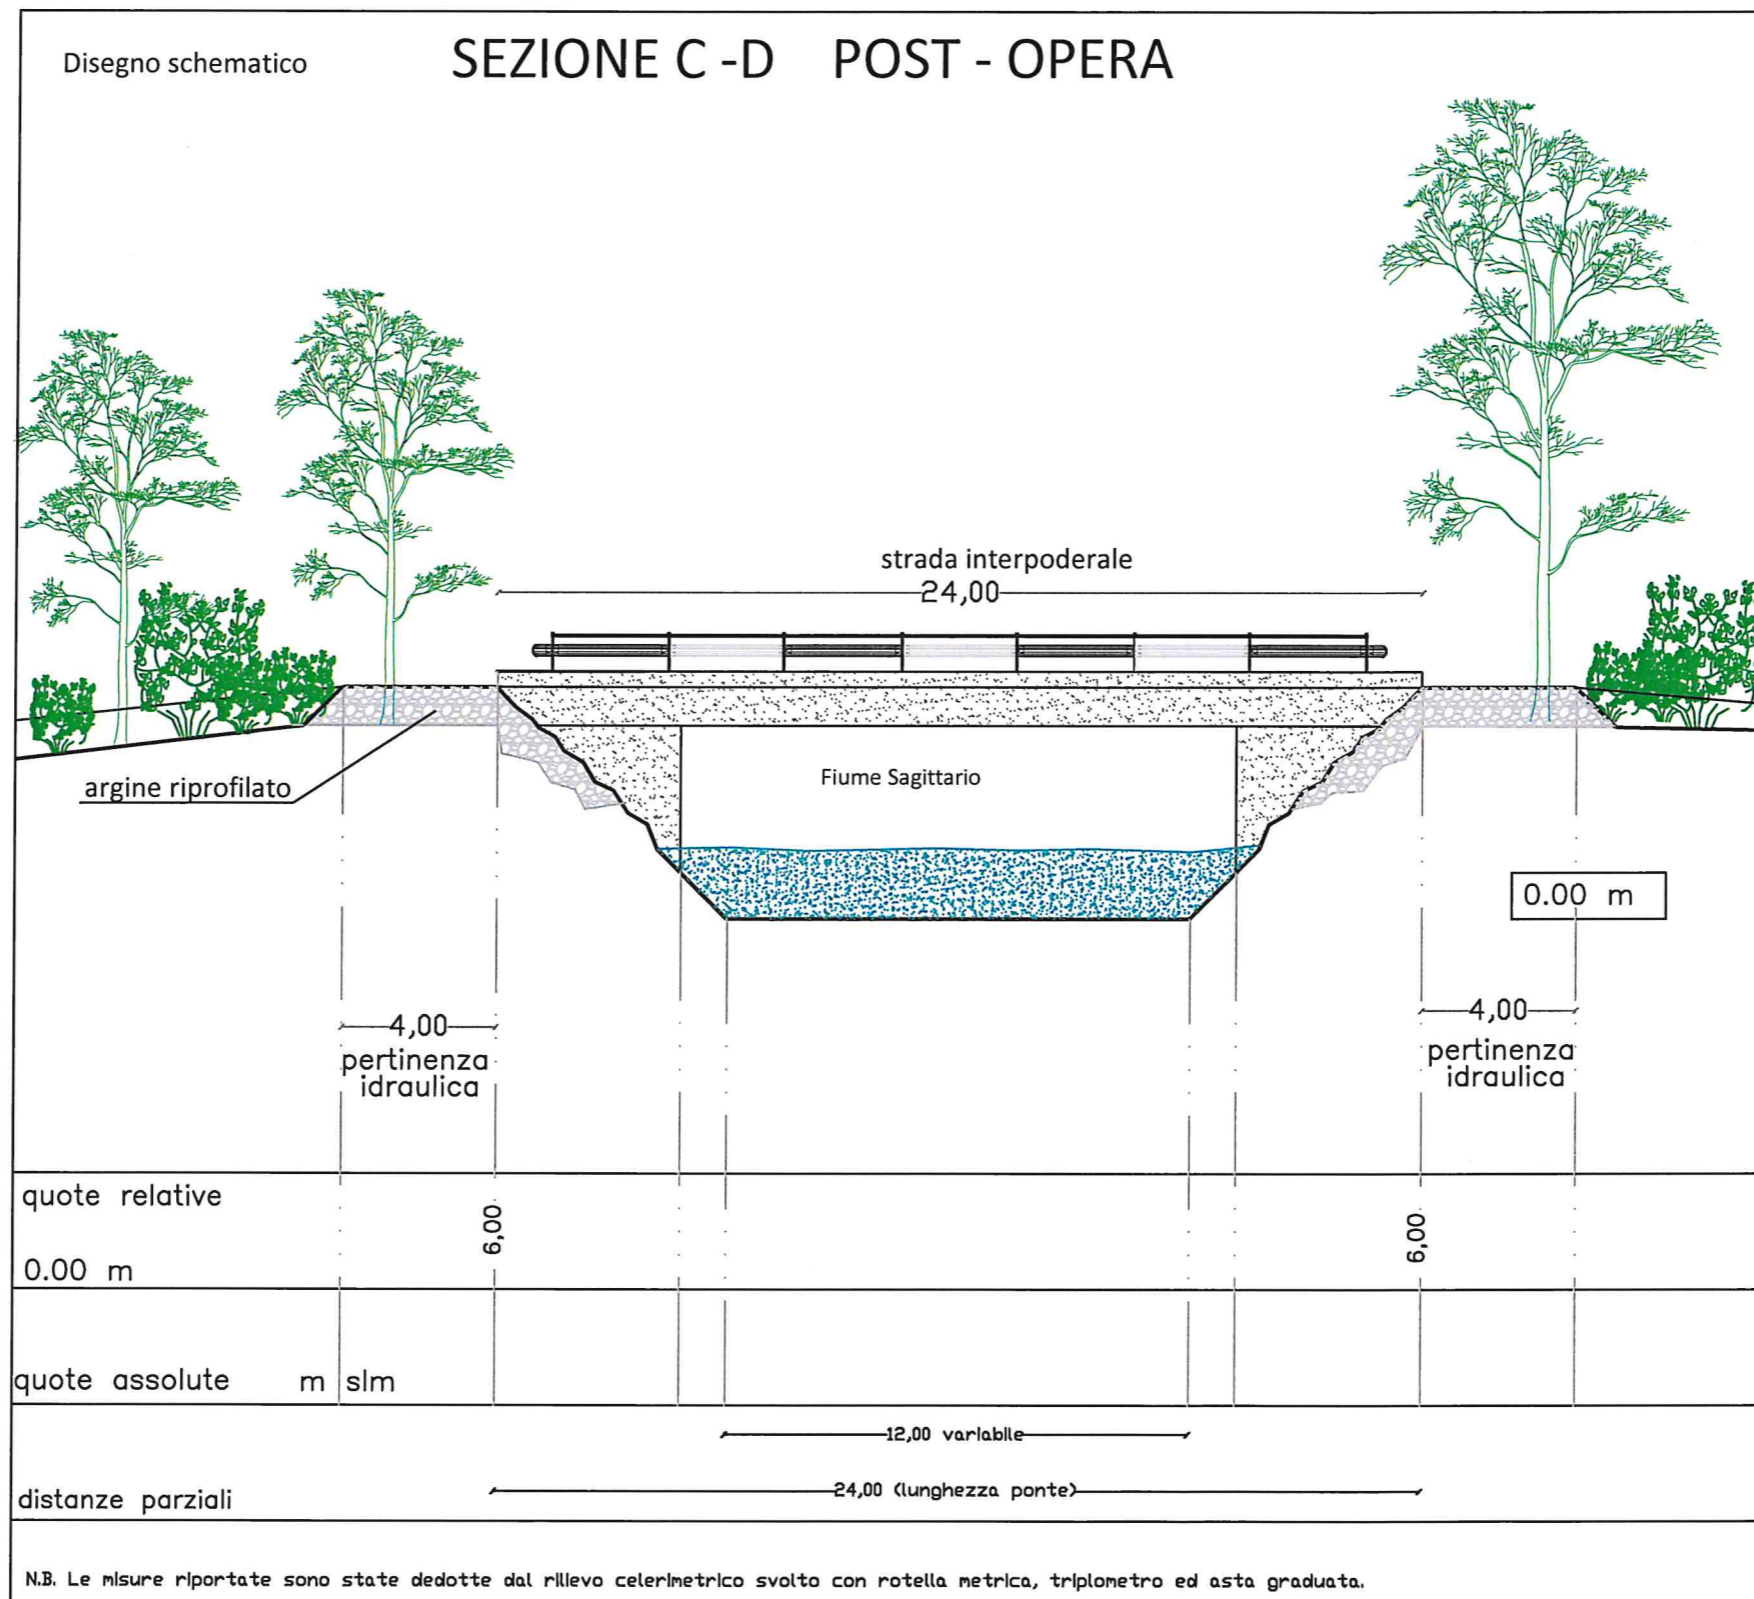 Disegno schematico
SEZIONE C -D POST - OPERA
strada interpoderale
24,00
argine riprofilato
Fiume Sagittario
0.00 m
4,00
pertinenza
idraulica
4,00
pertinenza
idraulica
quote relative
6,00
6,00
0.00 m
quote assolute m slm
12,00 variabile
24,00 (lunghezza ponte)
distanze parziali
N.B. Le misure riportate sono state dedotte dal rilievo celerimetrico svolto con rotella metrica, triplometro ed asta graduata.